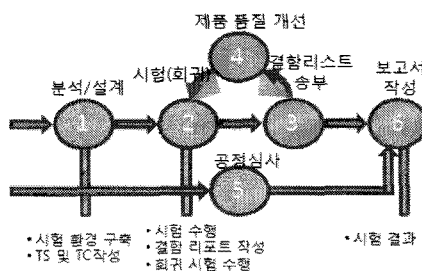 제품 품질 개선
4
시험(회귀)
결함리스트
송부
분석/설계
보고서
작성
1
2
3
6
공정심사
5
• 시험 환경 구축
• TS 및 TC작성
• 시험 수행
• 결함 리포트 작성
• 회귀 시험 수행
• 시험 결과